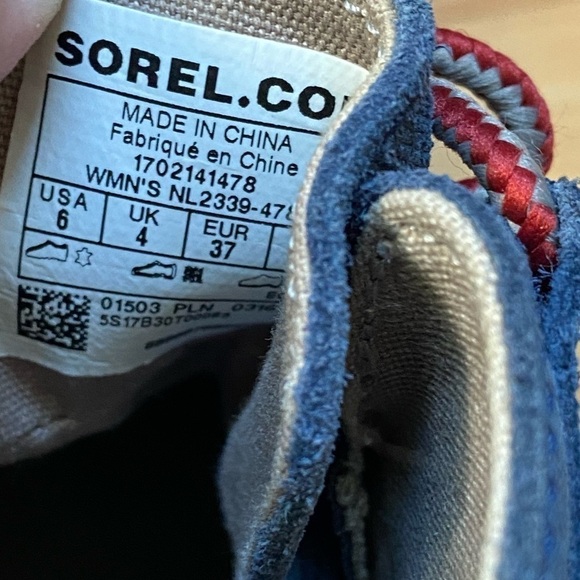 SOREL.CO
MADE IN CHINA
Fabriqué en Chine
1702141478
WMN'S NL2339-478
USA
6
UK
4
EUR
37
01503 PLN 0316